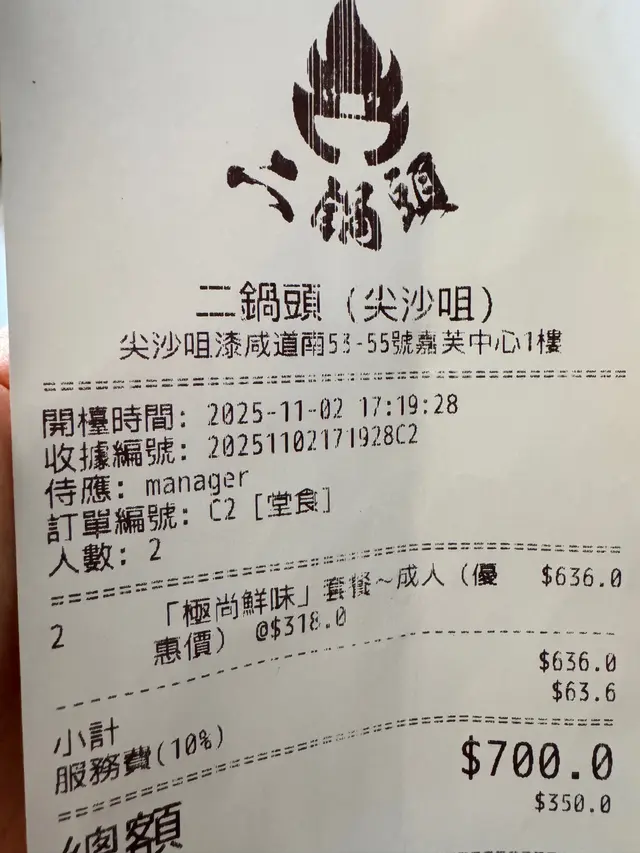 二鍋頭
二鍋頭 (尖沙咀)
尖沙咀漆咸道南53-55號嘉芙中心1樓
開檯時間: 2025-11-02 17:19:28
收據編號: 20251102171928C2
侍應: manager
訂單編號: C2 [堂食]
人數: 2
2 「極尚鮮味」套餐~成人 (優 $636.0
惠價) @$318.0
小計 $636.0
服務費(10%) $63.6
總額 $700.0
$350.0